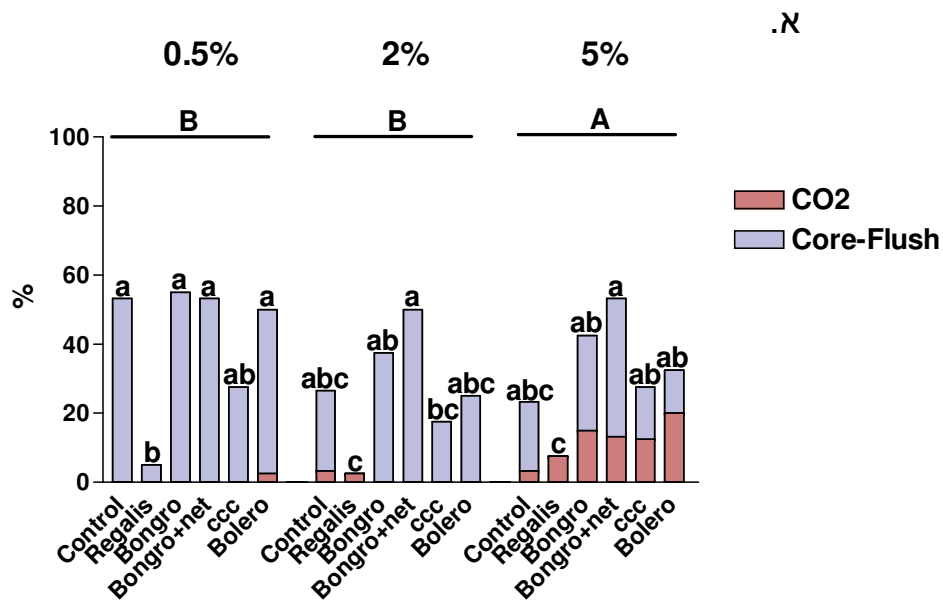 א.
0.5% 2% 5%
B B A
100
80
60
40
20
0
%
a b a a ab a
abc c ab a bc abc
abc c ab a ab ab
Control Regalis Bongro Bongro+net ccc Bolero
Control Regalis Bongro Bongro+net ccc Bolero
Control Regalis Bongro Bongro+net ccc Bolero
CO2
Core-Flush